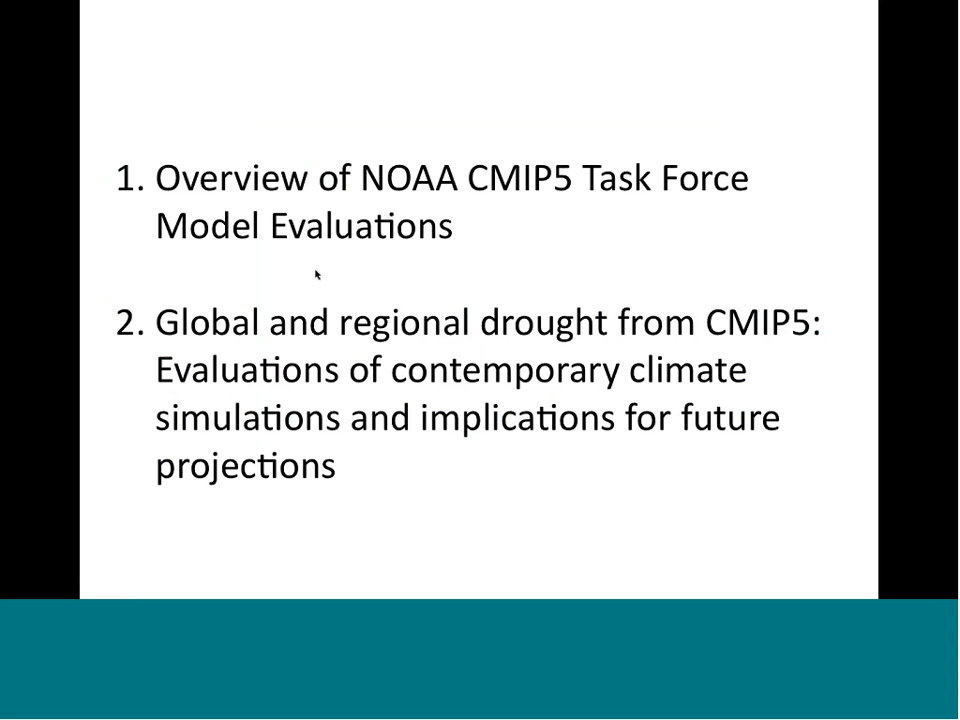 1. Overview of NOAA CMIP5 Task Force
Model Evaluations
2. Global and regional drought from CMIP5:
Evaluations of contemporary climate
simulations and implications for future
projections